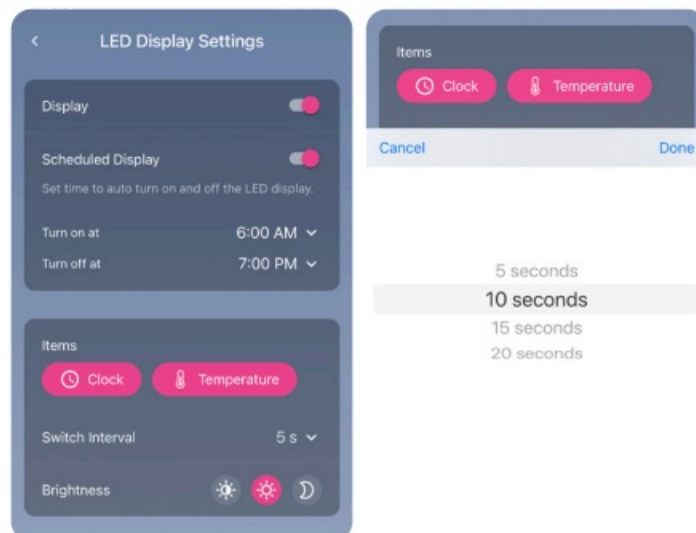 LED Display Settings
Display
Scheduled Display
Set time to auto turn on and off the LED display.
Turn on at 6:00 AM
Turn off at 7:00 PM
Items
Clock Temperature
Switch Interval 5 s
Brightness
Items
Clock Temperature
Cancel Done
5 seconds
10 seconds
15 seconds
20 seconds